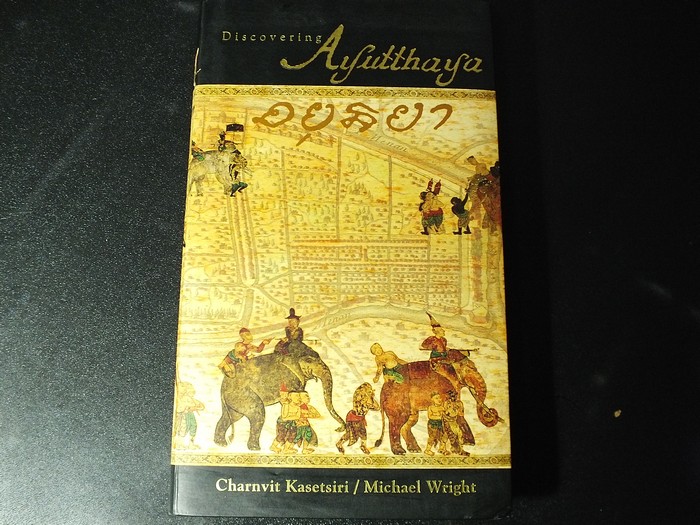 Discovering
Ayutthaya
อยุธยา
Charnvit Kasetsiri / Michael Wright